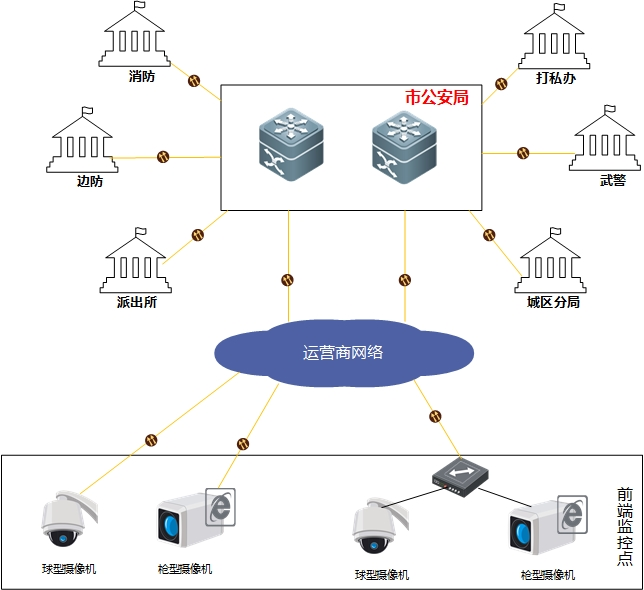 消防
打私办
市公安局
边防
武警
派出所
城区分局
运营商网络
前端监控点
球型摄像机
枪型摄像机
球型摄像机
枪型摄像机